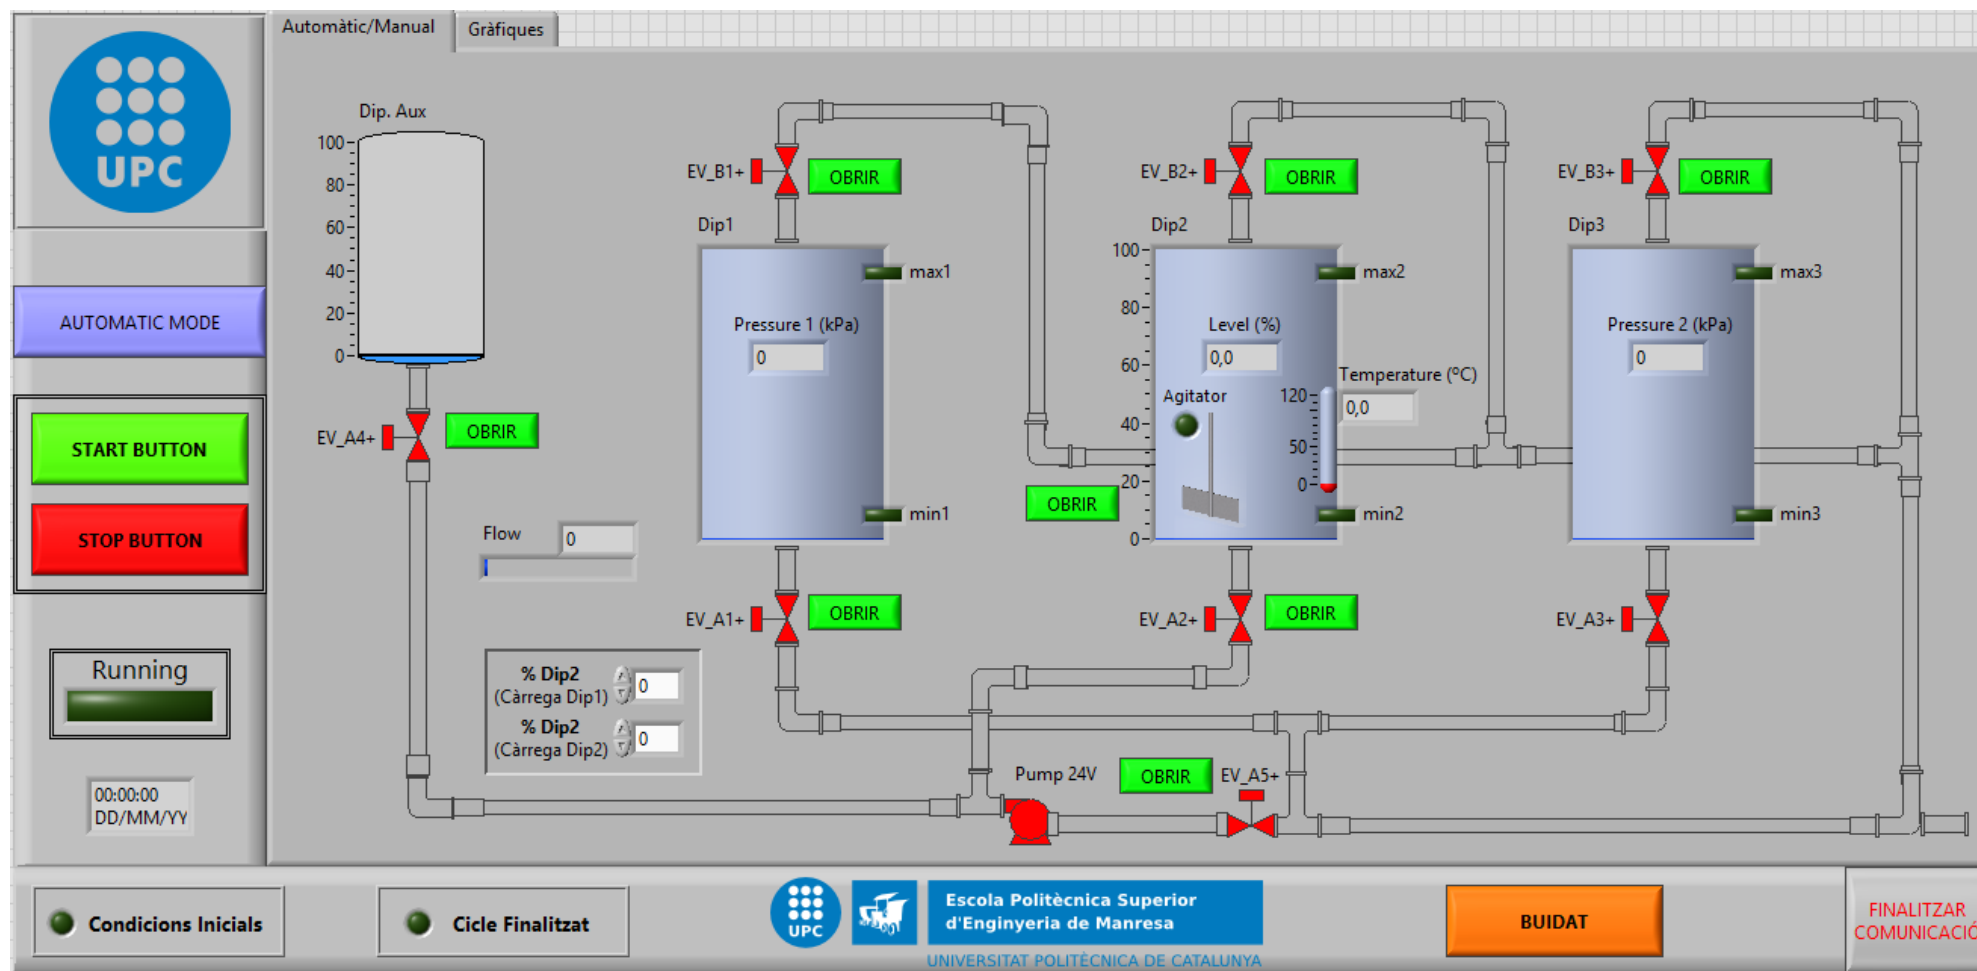 Automàtic/Manual
Gràfiques
UPC
AUTOMATIC MODE
START BUTTON
STOP BUTTON
Running
00:00:00
DD/MM/YY
Dip. Aux
100
80
60
40
20
0
EV_A4+
OBRIR
Flow
0
% Dip2
(Càrrega Dip1)
0
% Dip2
(Càrrega Dip2)
0
EV_B1+
OBRIR
Dip1
max1
Pressure 1 (kPa)
0
min1
EV_A1+
OBRIR
EV_B2+
OBRIR
Dip2
100
80
60
40
20
0
max2
Level (%)
0,0
Temperature (ºC)
0,0
Agitator
120
50
0
OBRIR
min2
EV_A2+
OBRIR
EV_B3+
OBRIR
Dip3
max3
Pressure 2 (kPa)
0
min3
EV_A3+
Pump 24V
OBRIR
EV_A5+
Condicions Inicials
Cicle Finalitzat
UPC
Escola Politècnica Superior
d'Enginyeria de Manresa
UNIVERSITAT POLITÈCNICA DE CATALUNYA
BUIDAT
FINALITZAR
COMUNICACIÓ